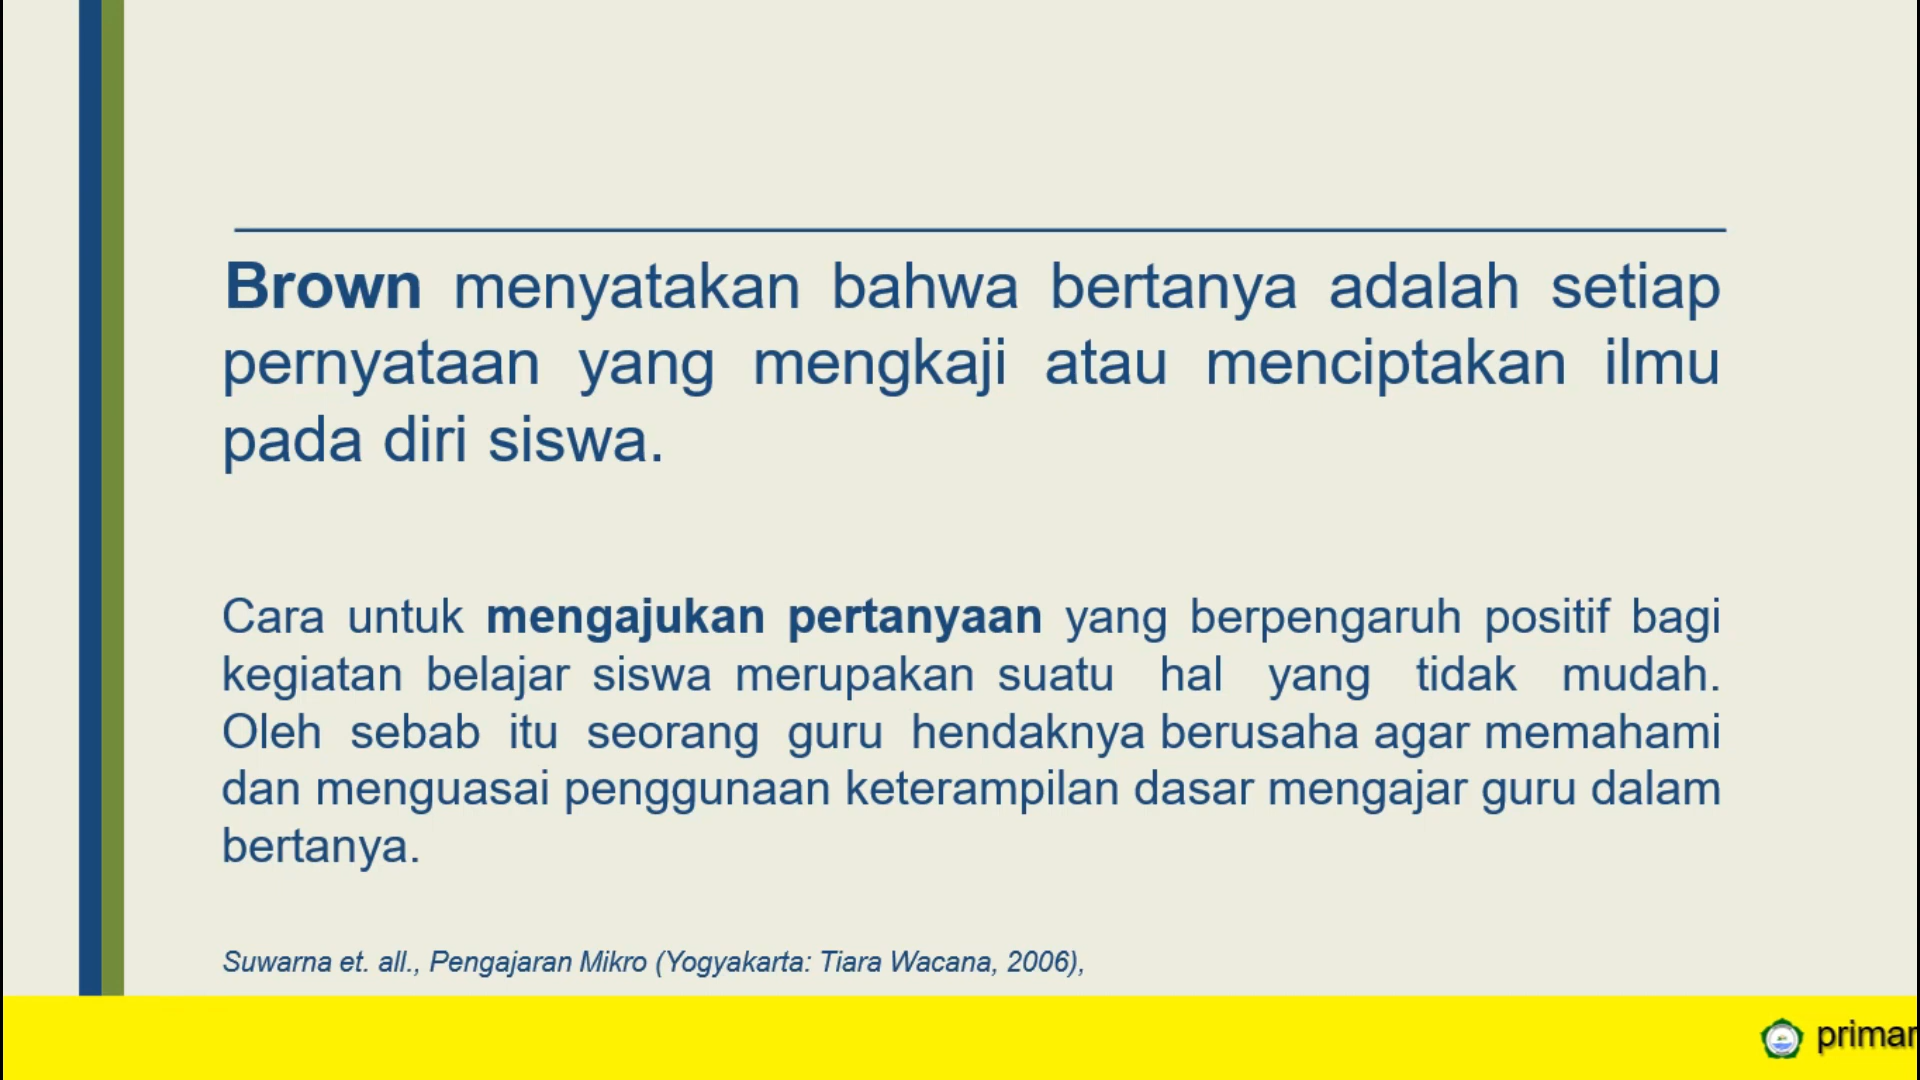 Brown menyatakan bahwa bertanya adalah setiap
pernyataan yang mengkaji atau menciptakan ilmu
pada diri siswa.
Cara untuk mengajukan pertanyaan yang berpengaruh positif bagi
kegiatan belajar siswa merupakan suatu hal yang tidak mudah.
Oleh sebab itu seorang guru hendaknya berusaha agar memahami
dan menguasai penggunaan keterampilan dasar mengajar guru dalam
bertanya.
Suwarna et. all., Pengajaran Mikro (Yogyakarta: Tiara Wacana, 2006),